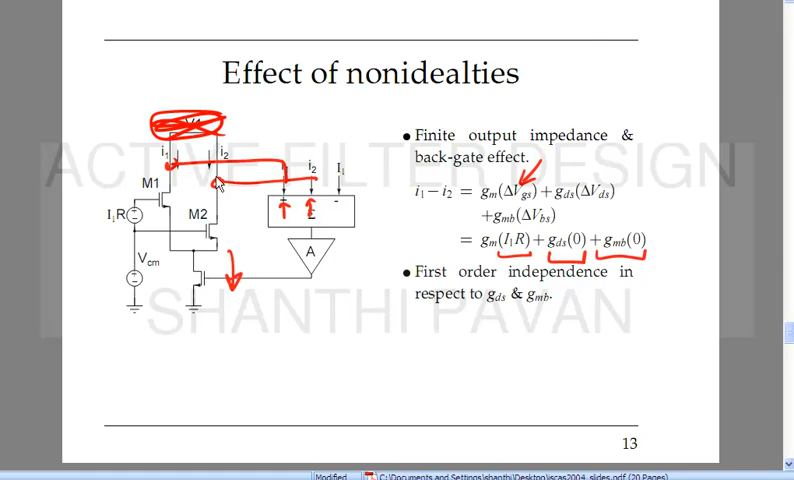 Effect of nonidealties
i1
i2
i2
I1
M1
+
-
I1R
M2
Vcm
A
● Finite output impedance &
back-gate effect.
i1 − i2 = gm(ΔVgs) + gds(ΔVds)
+gmb(ΔVbs)
= gm(I1R) + gds(0) + gmb(0)
● First order independence in
respect to gds & gmb.
ACTIVE FILTER DESIGN
SHANTHI PAVAN
13
Modified
C:\Documents and Settings\shanthi\Desktop\iscas2004_slides.pdf (20 Pages)